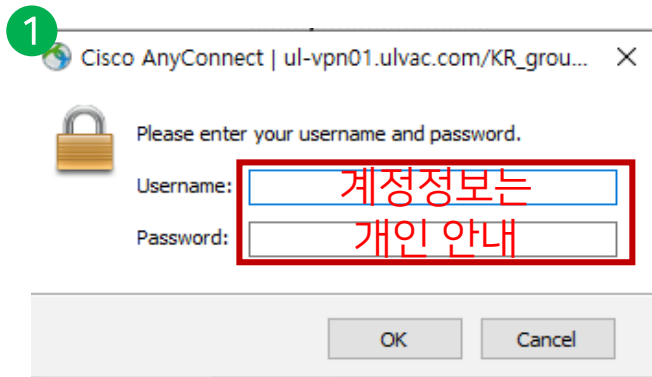 1
Cisco AnyConnect | ul-vpn01.ulvac.com/KR_grou...
Please enter your username and password.
Username: 계정정보는
Password: 개인 안내
OK Cancel